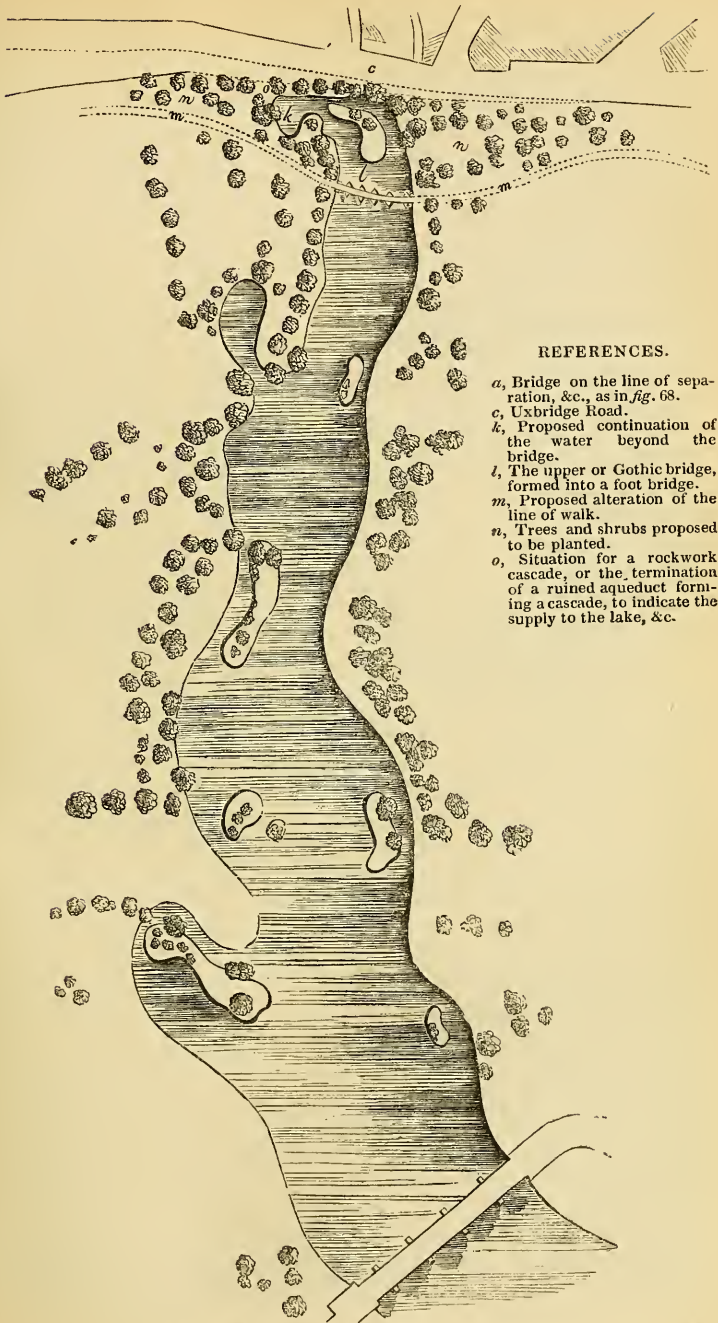 c
o
n
k
m
n
l
m
REFERENCES.
a, Bridge on the line of sepa-
ration, &c., as in fig. 68.
c, Uxbridge Road.
k, Proposed continuation of
the water beyond the
bridge.
l, The upper or Gothic bridge,
formed into a foot bridge.
m, Proposed alteration of the
line of walk.
n, Trees and shrubs proposed
to be planted.
o, Situation for a rockwork
cascade, or the termination
of a ruined aqueduct form-
ing a cascade, to indicate the
supply to the lake, &c.